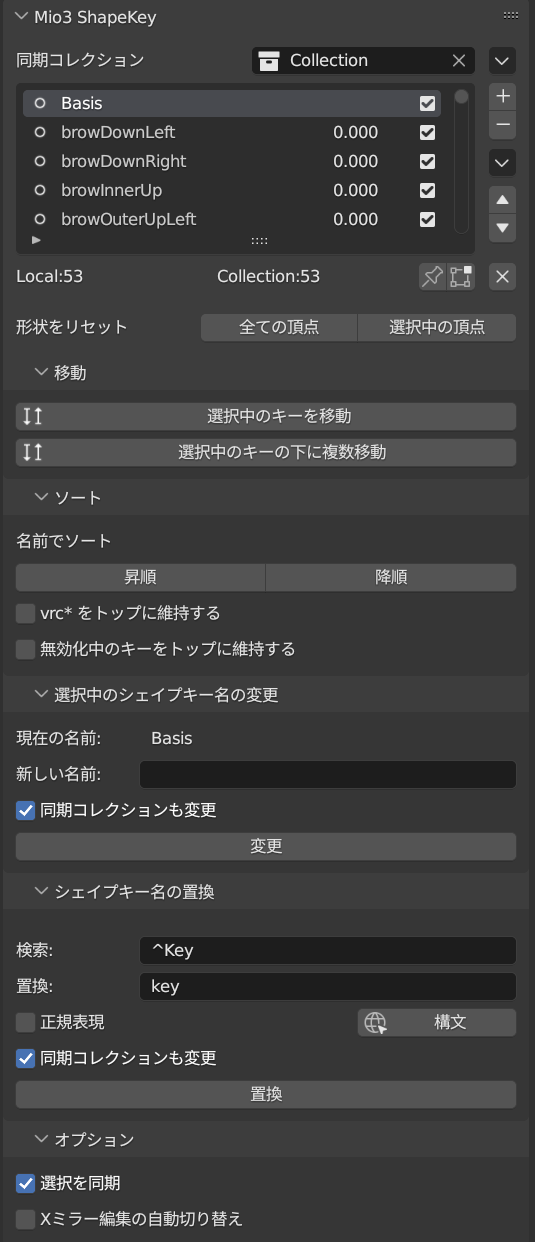 Mio3 ShapeKey
同期コレクション Collection
Basis
browDownLeft 0.000
browDownRight 0.000
browInnerUp 0.000
browOuterUpLeft 0.000
Local:53 Collection:53
形状をリセット 全ての頂点 選択中の頂点
移動
選択中のキーを移動
選択中のキーの下に複数移動
ソート
名前でソート
昇順 降順
vrc* をトップに維持する
無効化中のキーをトップに維持する
選択中のシェイプキー名の変更
現在の名前: Basis
新しい名前:
同期コレクションも変更
変更
シェイプキー名の置換
検索: ^Key
置換: key
正規表現 構文
同期コレクションも変更
置換
オプション
選択を同期
Xミラー編集の自動切り替え